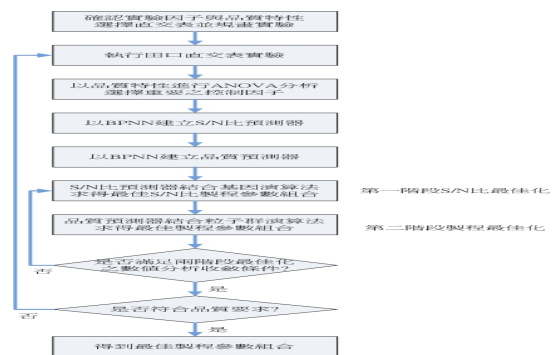 確認實驗因子與品質特性
選擇直交表並規畫實驗
執行田口直交表實驗
以品質特性進行ANOVA分析
選擇重要之控制因子
以BPNN建立S/N比預測器
以BPNN建立品質預測器
S/N比預測器結合基因演算法
求得最佳S/N比製程參數組合
第一階段S/N比最佳化
品質預測器結合粒子群演算法
求得最佳製程參數組合
第二階段製程最佳化
是否滿足兩階段最佳化
之數值分析收斂條件?
否
是
是否符合品質要求?
否
是
得到最佳製程參數組合